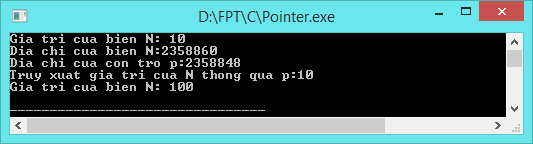 D:\FPT\C\Pointer.exe
Gia tri cua bien N: 10
Dia chi cua bien N:2358860
Dia chi cua con tro p:2358848
Truy xuat gia tri cua N thong qua p:10
Gia tri cua bien N: 100
--------------------------------